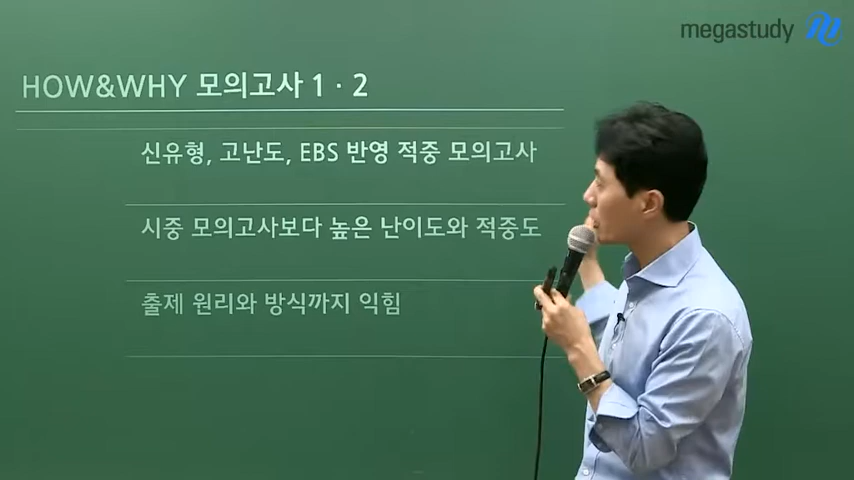 megastudy
HOW&WHY 모의고사 1 · 2
신유형, 고난도, EBS 반영 적중 모의고사
시중 모의고사보다 높은 난이도와 적중도
출제 원리와 방식까지 익힘